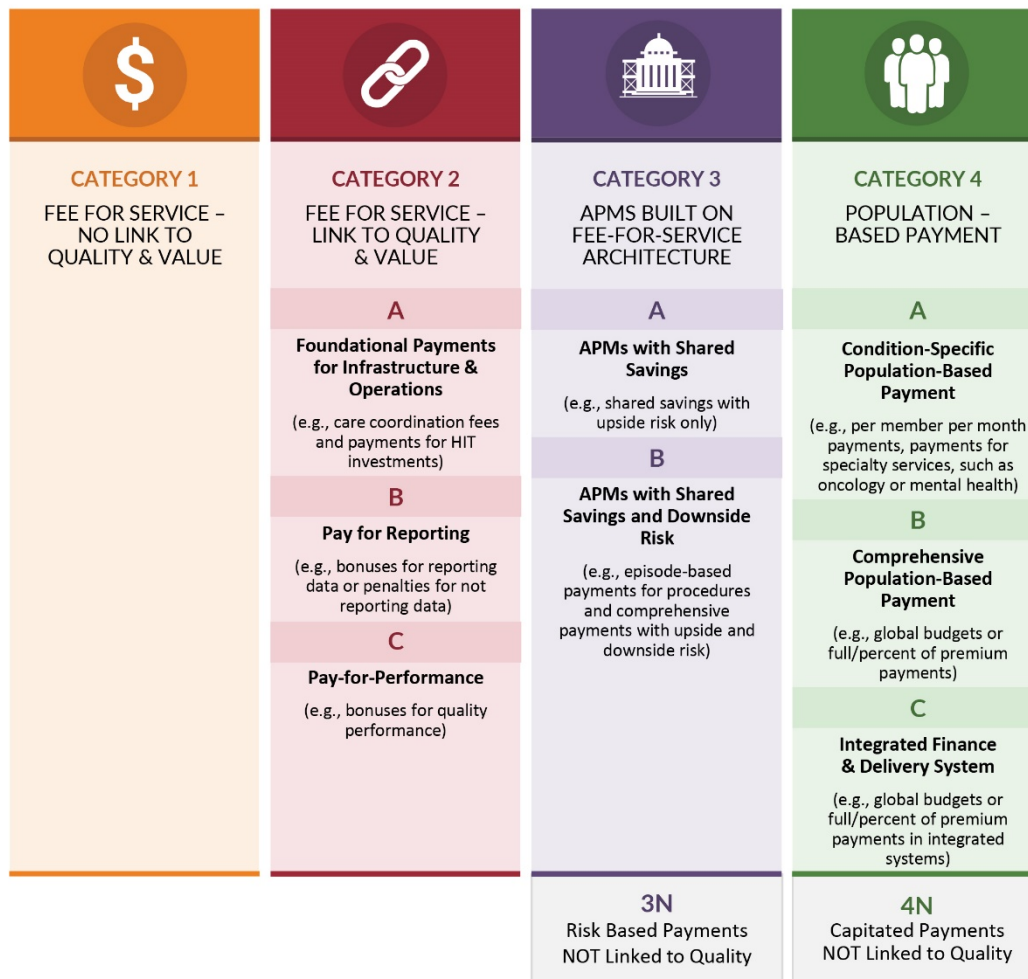 $
CATEGORY 1
FEE FOR SERVICE –
NO LINK TO
QUALITY & VALUE
CATEGORY 2
FEE FOR SERVICE –
LINK TO QUALITY
& VALUE
A
Foundational Payments
for Infrastructure &
Operations
(e.g., care coordination fees
and payments for HIT
investments)
B
Pay for Reporting
(e.g., bonuses for reporting
data or penalties for not
reporting data)
C
Pay-for-Performance
(e.g., bonuses for quality
performance)
CATEGORY 3
APMS BUILT ON
FEE-FOR-SERVICE
ARCHITECTURE
A
APMs with Shared
Savings
(e.g., shared savings with
upside risk only)
B
APMs with Shared
Savings and Downside
Risk
(e.g., episode-based
payments for procedures
and comprehensive
payments with upside and
downside risk)
3N
Risk Based Payments
NOT Linked to Quality
CATEGORY 4
POPULATION –
BASED PAYMENT
A
Condition-Specific
Population-Based
Payment
(e.g., per member per month
payments, payments for
specialty services, such as
oncology or mental health)
B
Comprehensive
Population-Based
Payment
(e.g., global budgets or
full/percent of premium
payments)
C
Integrated Finance
& Delivery System
(e.g., global budgets or
full/percent of premium
payments in integrated
systems)
4N
Capitated Payments
NOT Linked to Quality